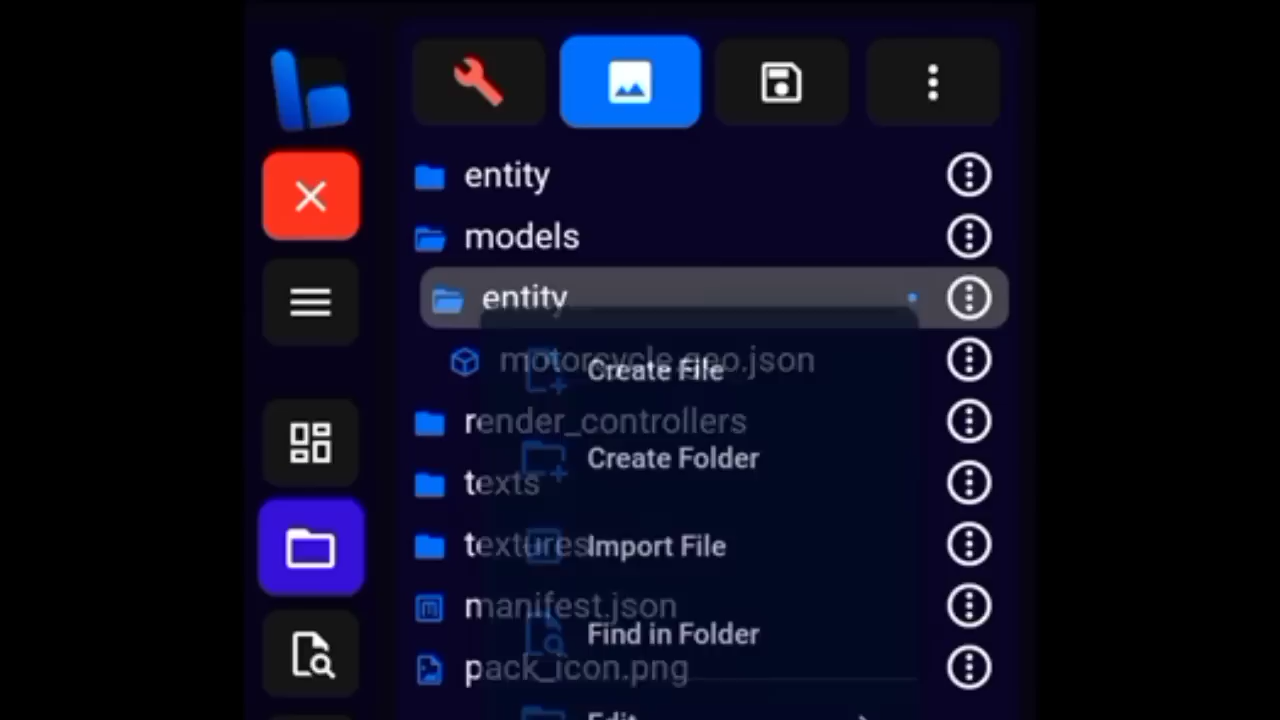 entity
models
entity
motorcycle.geo.json
Create File
render_controllers
Create Folder
texts
textures
Import File
manifest.json
Find in Folder
pack_icon.png
Edit